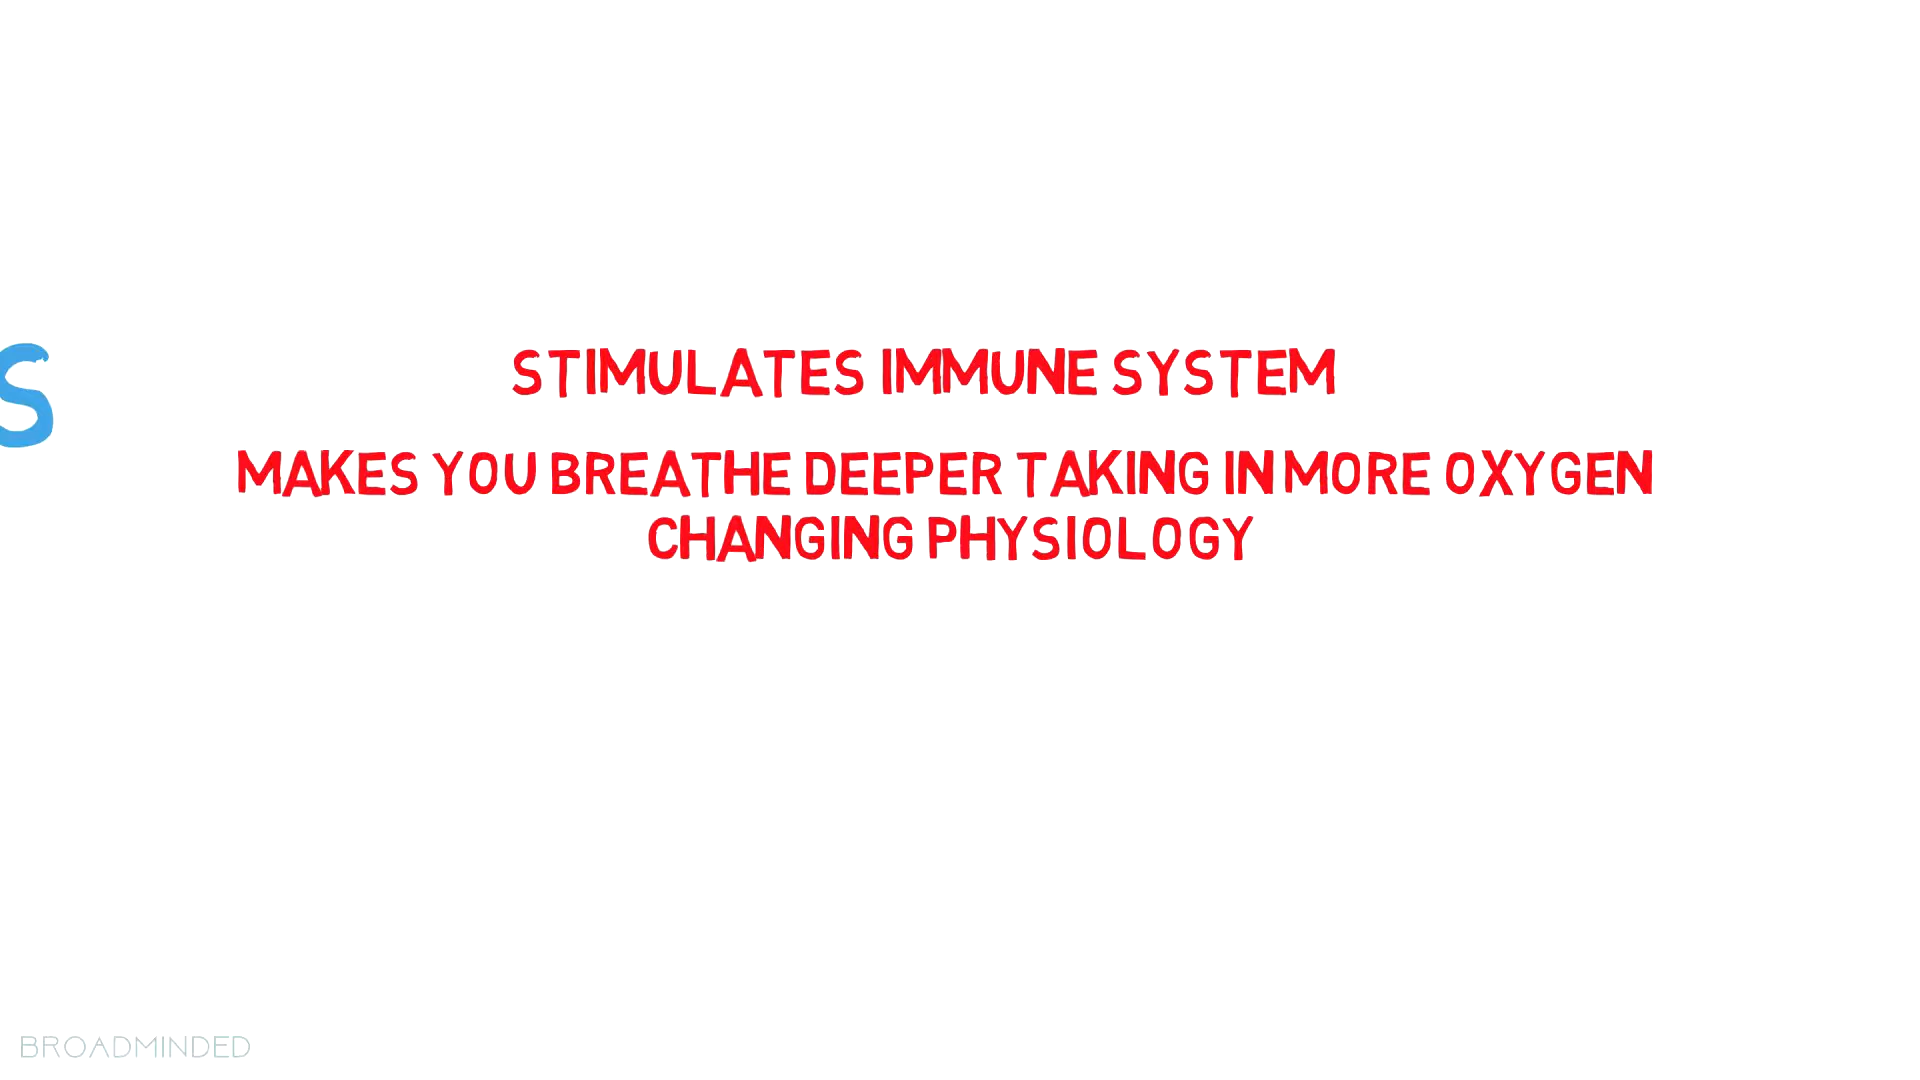 S
STIMULATES IMMUNE SYSTEM
MAKES YOU BREATHE DEEPER TAKING IN MORE OXYGEN
CHANGING PHYSIOLOGY
BROADMINDED